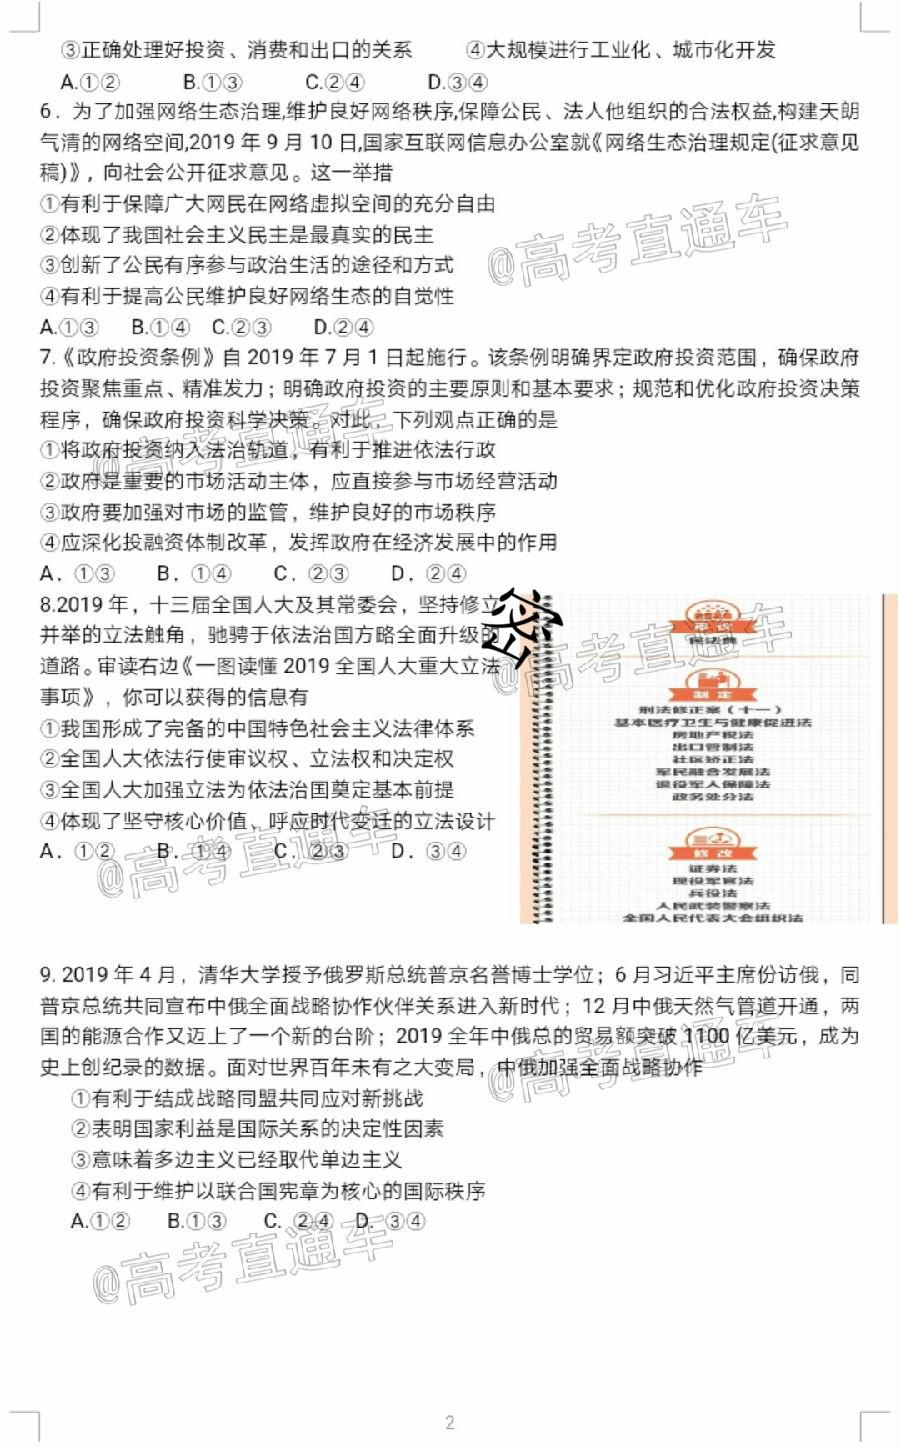 ③正确处理好投资、消费和出口的关系 ④大规模进行工业化、城市化开发
A.①② B.①③ C.②④ D.③④
6．为了加强网络生态治理,维护良好网络秩序,保障公民、法人他组织的合法权益,构建天朗
气清的网络空间,2019 年 9 月 10 日,国家互联网信息办公室就《网络生态治理规定(征求意见
稿)》，向社会公开征求意见。这一举措
①有利于保障广大网民在网络虚拟空间的充分自由
②体现了我国社会主义民主是最真实的民主
③创新了公民有序参与政治生活的途径和方式
④有利于提高公民维护良好网络生态的自觉性
@高考直通车
A.①③ B.①④ C.②③ D.②④
7.《政府投资条例》自 2019 年 7 月 1 日起施行。该条例明确界定政府投资范围，确保政府
投资聚焦重点、精准发力；明确政府投资的主要原则和基本要求；规范和优化政府投资决策
程序，确保政府投资科学决策。对此，下列观点正确的是
@高考直通车
①将政府投资纳入法治轨道，有利于推进依法行政
②政府是重要的市场活动主体，应直接参与市场经营活动
③政府要加强对市场的监管，维护良好的市场秩序
④应深化投融资体制改革，发挥政府在经济发展中的作用
A．①③ B．①④ C．②③ D．②④
8.2019 年，十三届全国人大及其常委会，坚持修立
并举的立法触角，驰骋于依法治国方略全面升级的
道路。审读右边《一图读懂 2019 全国人大重大立法
事项》，你可以获得的信息有
①我国形成了完备的中国特色社会主义法律体系
②全国人大依法行使审议权、立法权和决定权
③全国人大加强立法为依法治国奠定基本前提
④体现了坚守核心价值、呼应时代变迁的立法设计
A．①② B．①④ C．②③ D．③④
@高考直通车
密
审议
民法典
@高考直通车
制定
刑法修正案（十一）
基本医疗卫生与健康促进法
房地产税法
出口管制法
社区矫正法
军民融合发展法
退役军人保障法
政务处分法
修改
证券法
现役军官法
兵役法
人民武装警察法
全国人民代表大会组织法
9. 2019 年 4 月，清华大学授予俄罗斯总统普京名誉博士学位；6 月习近平主席份访俄，同
普京总统共同宣布中俄全面战略协作伙伴关系进入新时代；12 月中俄天然气管道开通，两
国的能源合作又迈上了一个新的台阶；2019 全年中俄总的贸易额突破 1100 亿美元，成为
史上创纪录的数据。面对世界百年未有之大变局，中俄加强全面战略协作
@高考直通车
①有利于结成战略同盟共同应对新挑战
②表明国家利益是国际关系的决定性因素
③意味着多边主义已经取代单边主义
④有利于维护以联合国宪章为核心的国际秩序
A.①② B.①③ C. ②④ D. ③④
@高考直通车
2